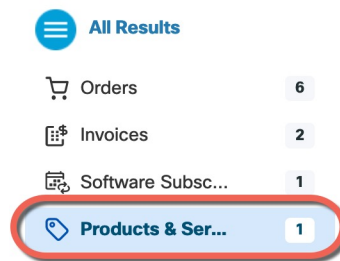 All Results
Orders 6
Invoices 2
Software Subsc... 1
Products & Ser... 1